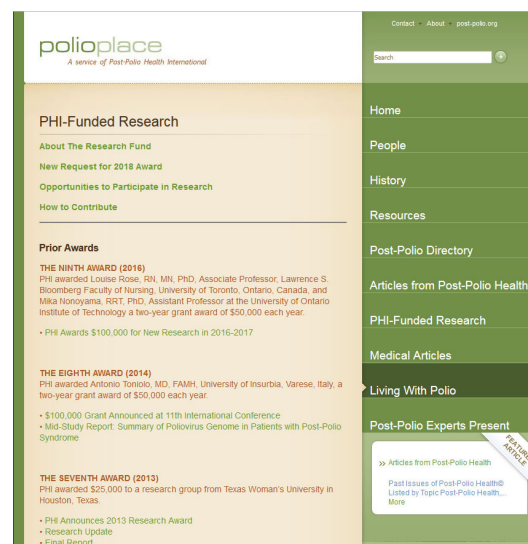 Contact - About - post-polio.org
polioplace
A service of Post-Polio Health International
Search
PHI-Funded Research
About The Research Fund
New Request for 2018 Award
Opportunities to Participate in Research
How to Contribute
Prior Awards
THE NINTH AWARD (2016)
PHI awarded Louise Rose, RN, MN, PhD, Associate Professor, Lawrence S.
Bloomberg Faculty of Nursing, University of Toronto, Ontario, Canada, and
Mika Nonoyama, RRT, PhD, Assistant Professor at the University of Ontario
Institute of Technology a two-year grant award of $50,000 each year.
• PHI Awards $100,000 for New Research in 2016-2017
THE EIGHTH AWARD (2014)
PHI awarded Antonio Toniolo, MD, FAMH, University of Insurbia, Varese, Italy, a
two-year grant award of $50,000 each year.
• $100,000 Grant Announced at 11th International Conference
• Mid-Study Report: Summary of Poliovirus Genome in Patients with Post-Polio
Syndrome
THE SEVENTH AWARD (2013)
PHI awarded $25,000 to a research group from Texas Woman's University in
Houston, Texas.
• PHI Announces 2013 Research Award
• Research Update
• Final Report
Home
People
History
Resources
Post-Polio Directory
Articles from Post-Polio Health
PHI-Funded Research
Medical Articles
Living With Polio
Post-Polio Experts Present
FEATURE
ARTICLE
>> Articles from Post-Polio Health
Past Issues of Post-Polio Health©
Listed by Topic Post-Polio Health,...
More